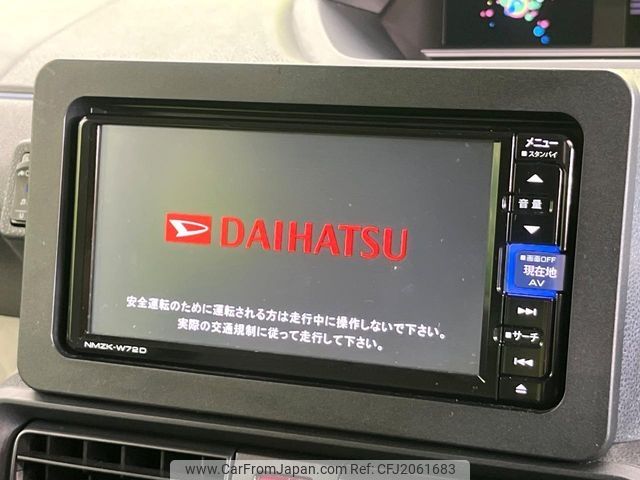 メニュー
■スタンバイ
音量
DAIHATSU
■画面OFF
現在地
AV
安全運転のために運転される方は走行中に操作しないで下さい。
実際の交通規制に従って走行して下さい。
■サーチ
NMZK-W72D
www.CarFromJapan.com | CFJ2061683